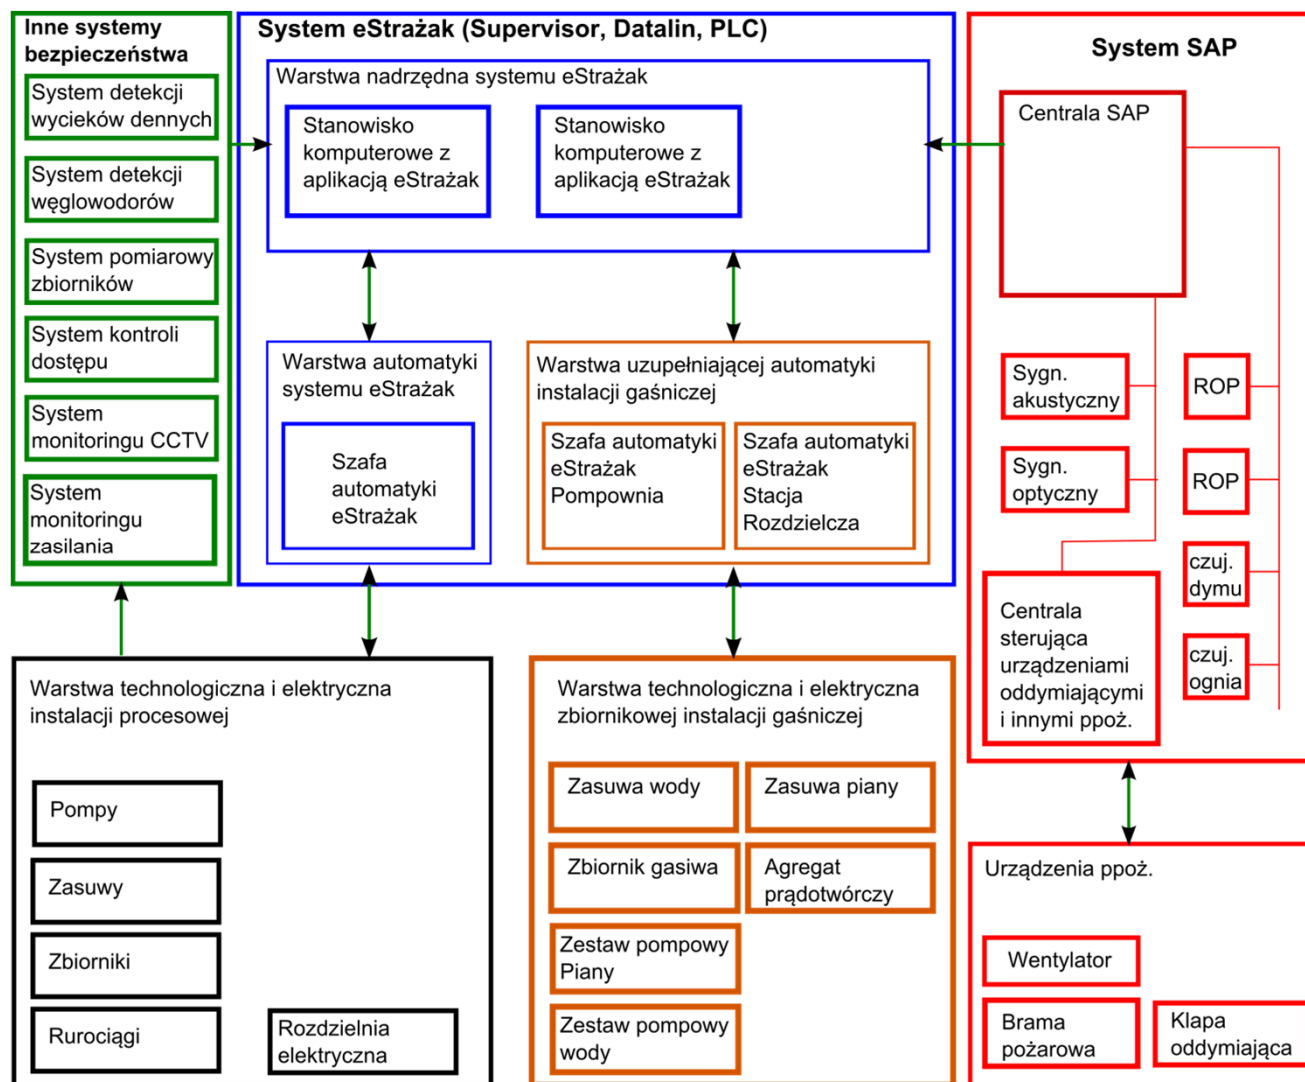 Inne systemy
bezpieczeństwa
System detekcji
wycieków dennych
System detekcji
węglowodorów
System pomiarowy
zbiorników
System kontroli
dostępu
System
monitoringu CCTV
System
monitoringu
zasilania
System eStrażak (Supervisor, Datalin, PLC)
Warstwa nadrzędna systemu eStrażak
Stanowisko
komputerowe z
aplikacją eStrażak
Stanowisko
komputerowe z
aplikacją eStrażak
Warstwa automatyki
systemu eStrażak
Szafa
automatyki
eStrażak
Warstwa uzupełniającej automatyki
instalacji gaśniczej
Szafa automatyki
eStrażak
Pompownia
Szafa automatyki
eStrażak
Stacja
Rozdzielcza
System SAP
Centrala SAP
Sygn.
akustyczny
ROP
Sygn.
optyczny
ROP
czuj.
dymu
czuj.
ognia
Centrala
sterująca
urządzeniami
oddymiającymi
i innymi ppoż.
Warstwa technologiczna i elektryczna
instalacji procesowej
Pompy
Zasuwy
Zbiorniki
Rurociągi
Rozdzielnia
elektryczna
Warstwa technologiczna i elektryczna
zbiornikowej instalacji gaśniczej
Zasuwa wody
Zasuwa piany
Zbiornik gasiwa
Agregat
prądotwórczy
Zestaw pompowy
Piany
Zestaw pompowy
wody
Urządzenia ppoż.
Wentylator
Brama
pożarowa
Klapa
oddymiająca